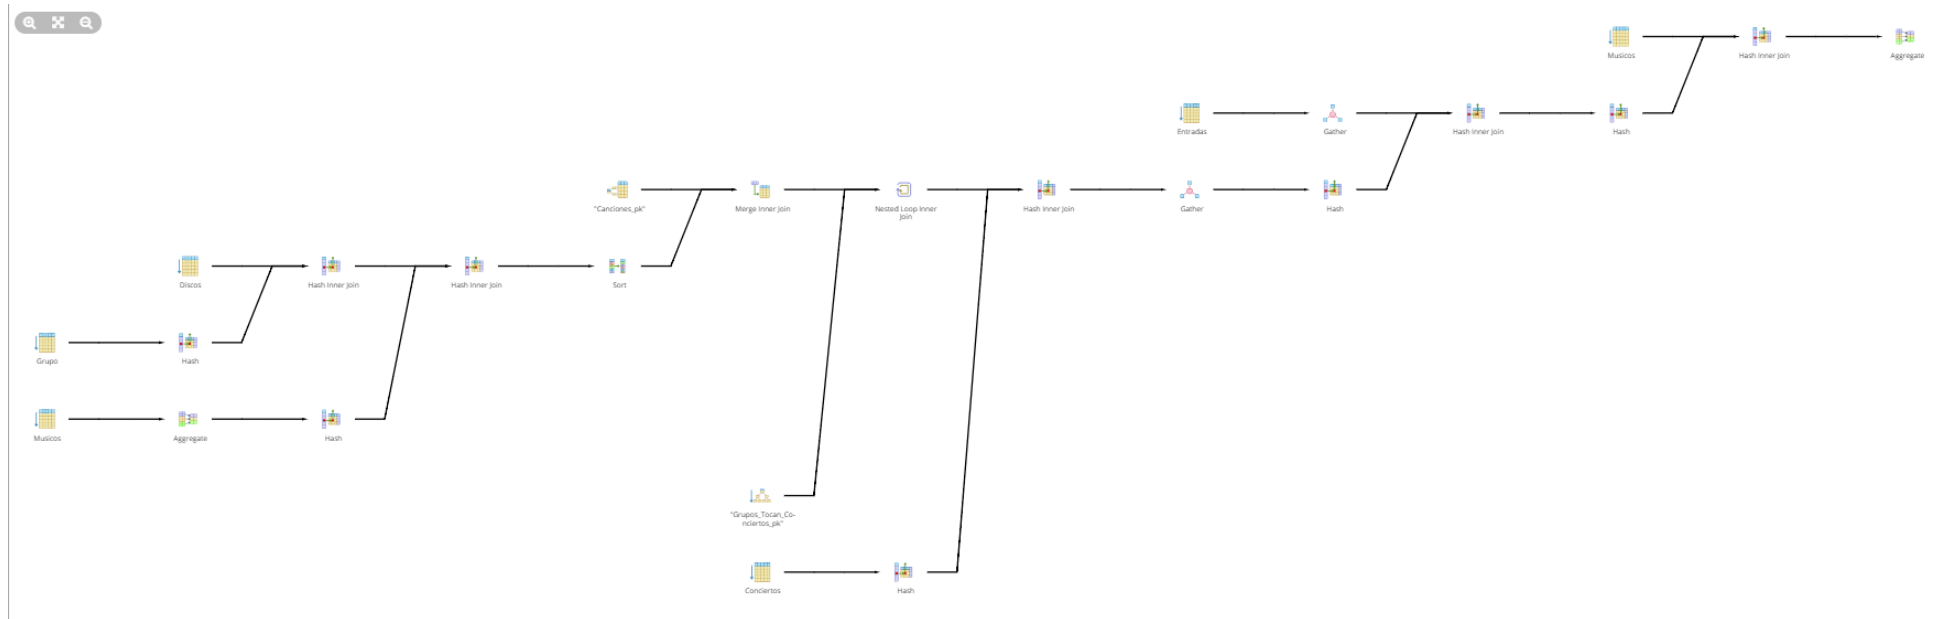 Musicos
Hash Inner Join
Aggregate
Entradas
Gather
Hash Inner Join
Hash
"Canciones_pk"
Merge Inner Join
Nested Loop Inner
Join
Hash Inner Join
Gather
Hash
Discos
Hash Inner Join
Hash Inner Join
Sort
Grupo
Hash
Musicos
Aggregate
Hash
"Grupos_Tocan_Co-
nciertos_pk"
Conciertos
Hash